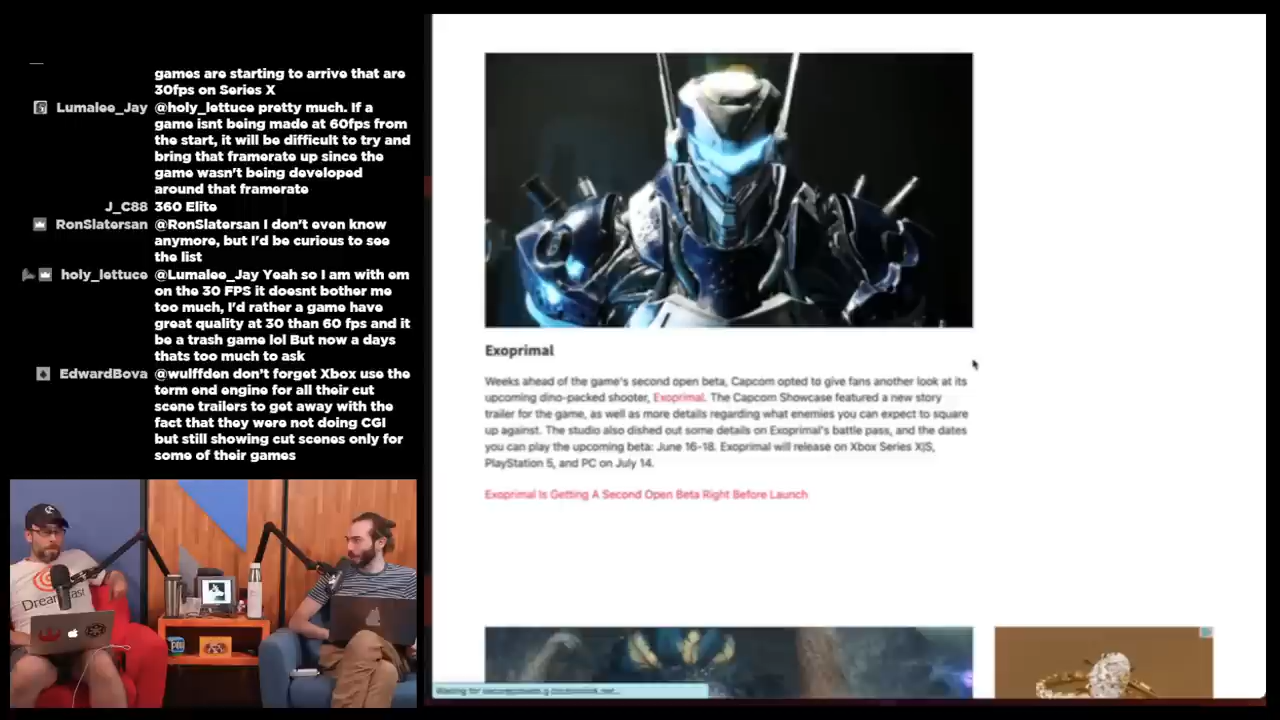 games are starting to arrive that are
30fps on Series X
Lumalee_Jay @holy_lettuce pretty much. If a
game isnt being made at 60fps from
the start, it will be difficult to try and
bring that framerate up since the
game wasn't being developed
around that framerate
J_C88 360 Elite
RonSlatersan @RonSlatersan I don't even know
anymore, but I'd be curious to see
the list
holy_lettuce @Lumalee_Jay Yeah so I am with em
on the 30 FPS it doesnt bother me
too much, I'd rather a game have
great quality at 30 than 60 fps and it
be a trash game lol But now a days
thats too much to ask
EdwardBova @wulffden don't forget Xbox use the
term end engine for all their cut
scene trailers to get away with the
fact that they were not doing CGI
but still showing cut scenes only for
some of their games
Exoprimal
Weeks ahead of the game's second open beta, Capcom opted to give fans another look at its
upcoming dino-packed shooter, Exoprimal. The Capcom Showcase featured a new story
trailer for the game, as well as more details regarding what enemies you can expect to square
up against. The studio also dished out some details on Exoprimal's battle pass, and the dates
you can play the upcoming beta: June 16-18. Exoprimal will release on Xbox Series X|S,
PlayStation 5, and PC on July 14.
Exoprimal Is Getting A Second Open Beta Right Before Launch
Waiting for
Dreamcast